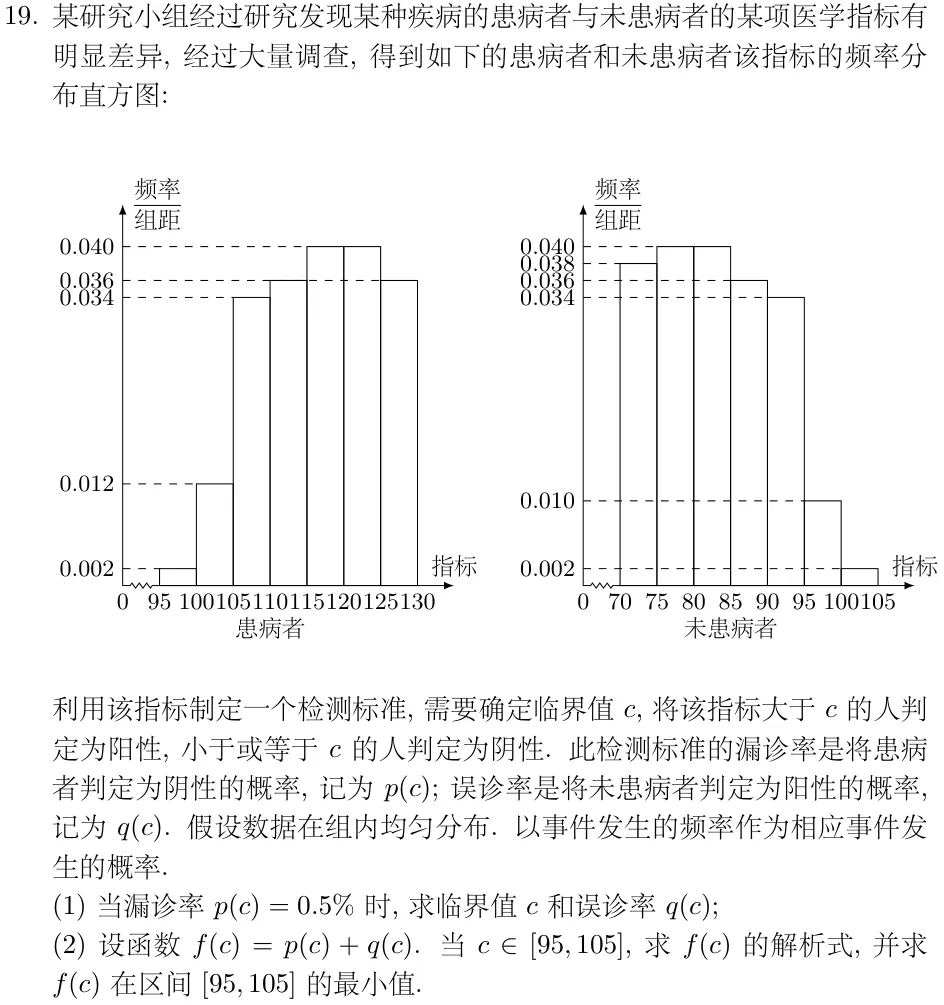 19. 某研究小组经过研究发现某种疾病的患病者与未患病者的某项医学指标有
明显差异, 经过大量调查, 得到如下的患病者和未患病者该指标的频率分
布直方图:
频率
组距
0.040
0.036
0.034
0.012
0.002
指标
0 95 100 105 110 115 120 125 130
患病者
频率
组距
0.040
0.038
0.036
0.034
0.010
0.002
指标
0 70 75 80 85 90 95 100 105
未患病者
利用该指标制定一个检测标准, 需要确定临界值 c, 将该指标大于 c 的人判
定为阳性, 小于或等于 c 的人判定为阴性. 此检测标准的漏诊率是将患病
者判定为阴性的概率, 记为 p(c); 误诊率是将未患病者判定为阳性的概率,
记为 q(c). 假设数据在组内均匀分布. 以事件发生的频率作为相应事件发
生的概率.
(1) 当漏诊率 p(c) = 0.5% 时, 求临界值 c 和误诊率 q(c);
(2) 设函数 f(c) = p(c) + q(c). 当 c ∈ [95, 105], 求 f(c) 的解析式, 并求
f(c) 在区间 [95, 105] 的最小值.